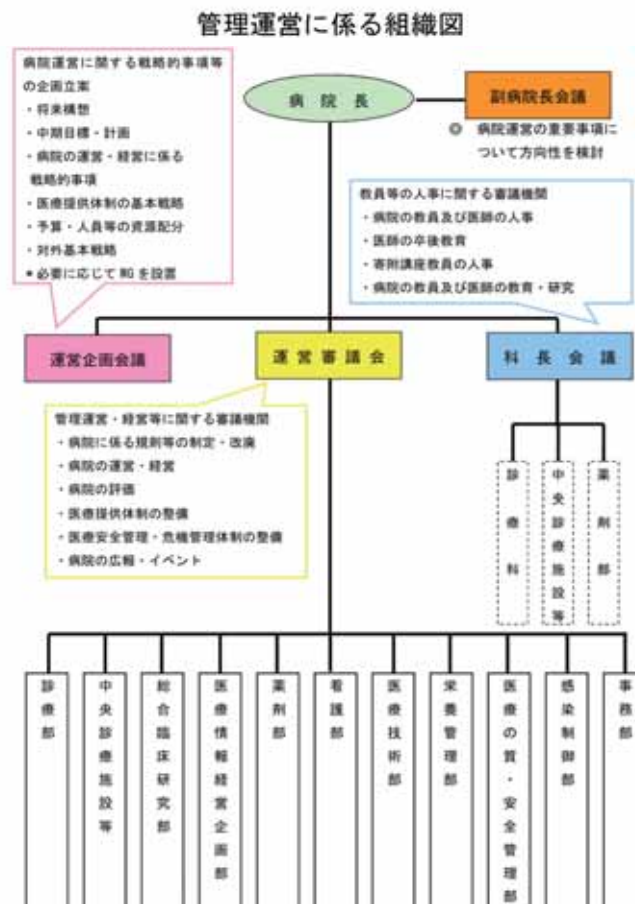 管理運営に係る組織図
病院運営に関する戦略的事項等
の企画立案
・将来構想
・中期目標・計画
・病院の運営・経営に係る
戦略的事項
・医療提供体制の基本戦略
・予算・人員等の資源配分
・対外基本戦略
*必要に応じてWGを設置
病院長
副病院長会議
◎ 病院運営の重要事項に
ついて方向性を検討
教員等の人事に関する審議機関
・病院の教員及び医師の人事
・医師の卒後教育
・寄附講座教員の人事
・病院の教員及び医師の教育・研究
運営企画会議
運営審議会
科長会議
管理運営・経営等に関する審議機関
・病院に係る規則等の制定・改廃
・病院の運営・経営
・病院の評価
・医療提供体制の整備
・医療安全管理・危機管理体制の整備
・病院の広報・イベント
診療科
中央診療施設等
薬剤部
診療部
中央診療施設等
総合臨床研究部
医療情報経営企画部
薬剤部
看護部
医療技術部
栄養管理部
医療の質・安全管理部
感染制御部
事務部